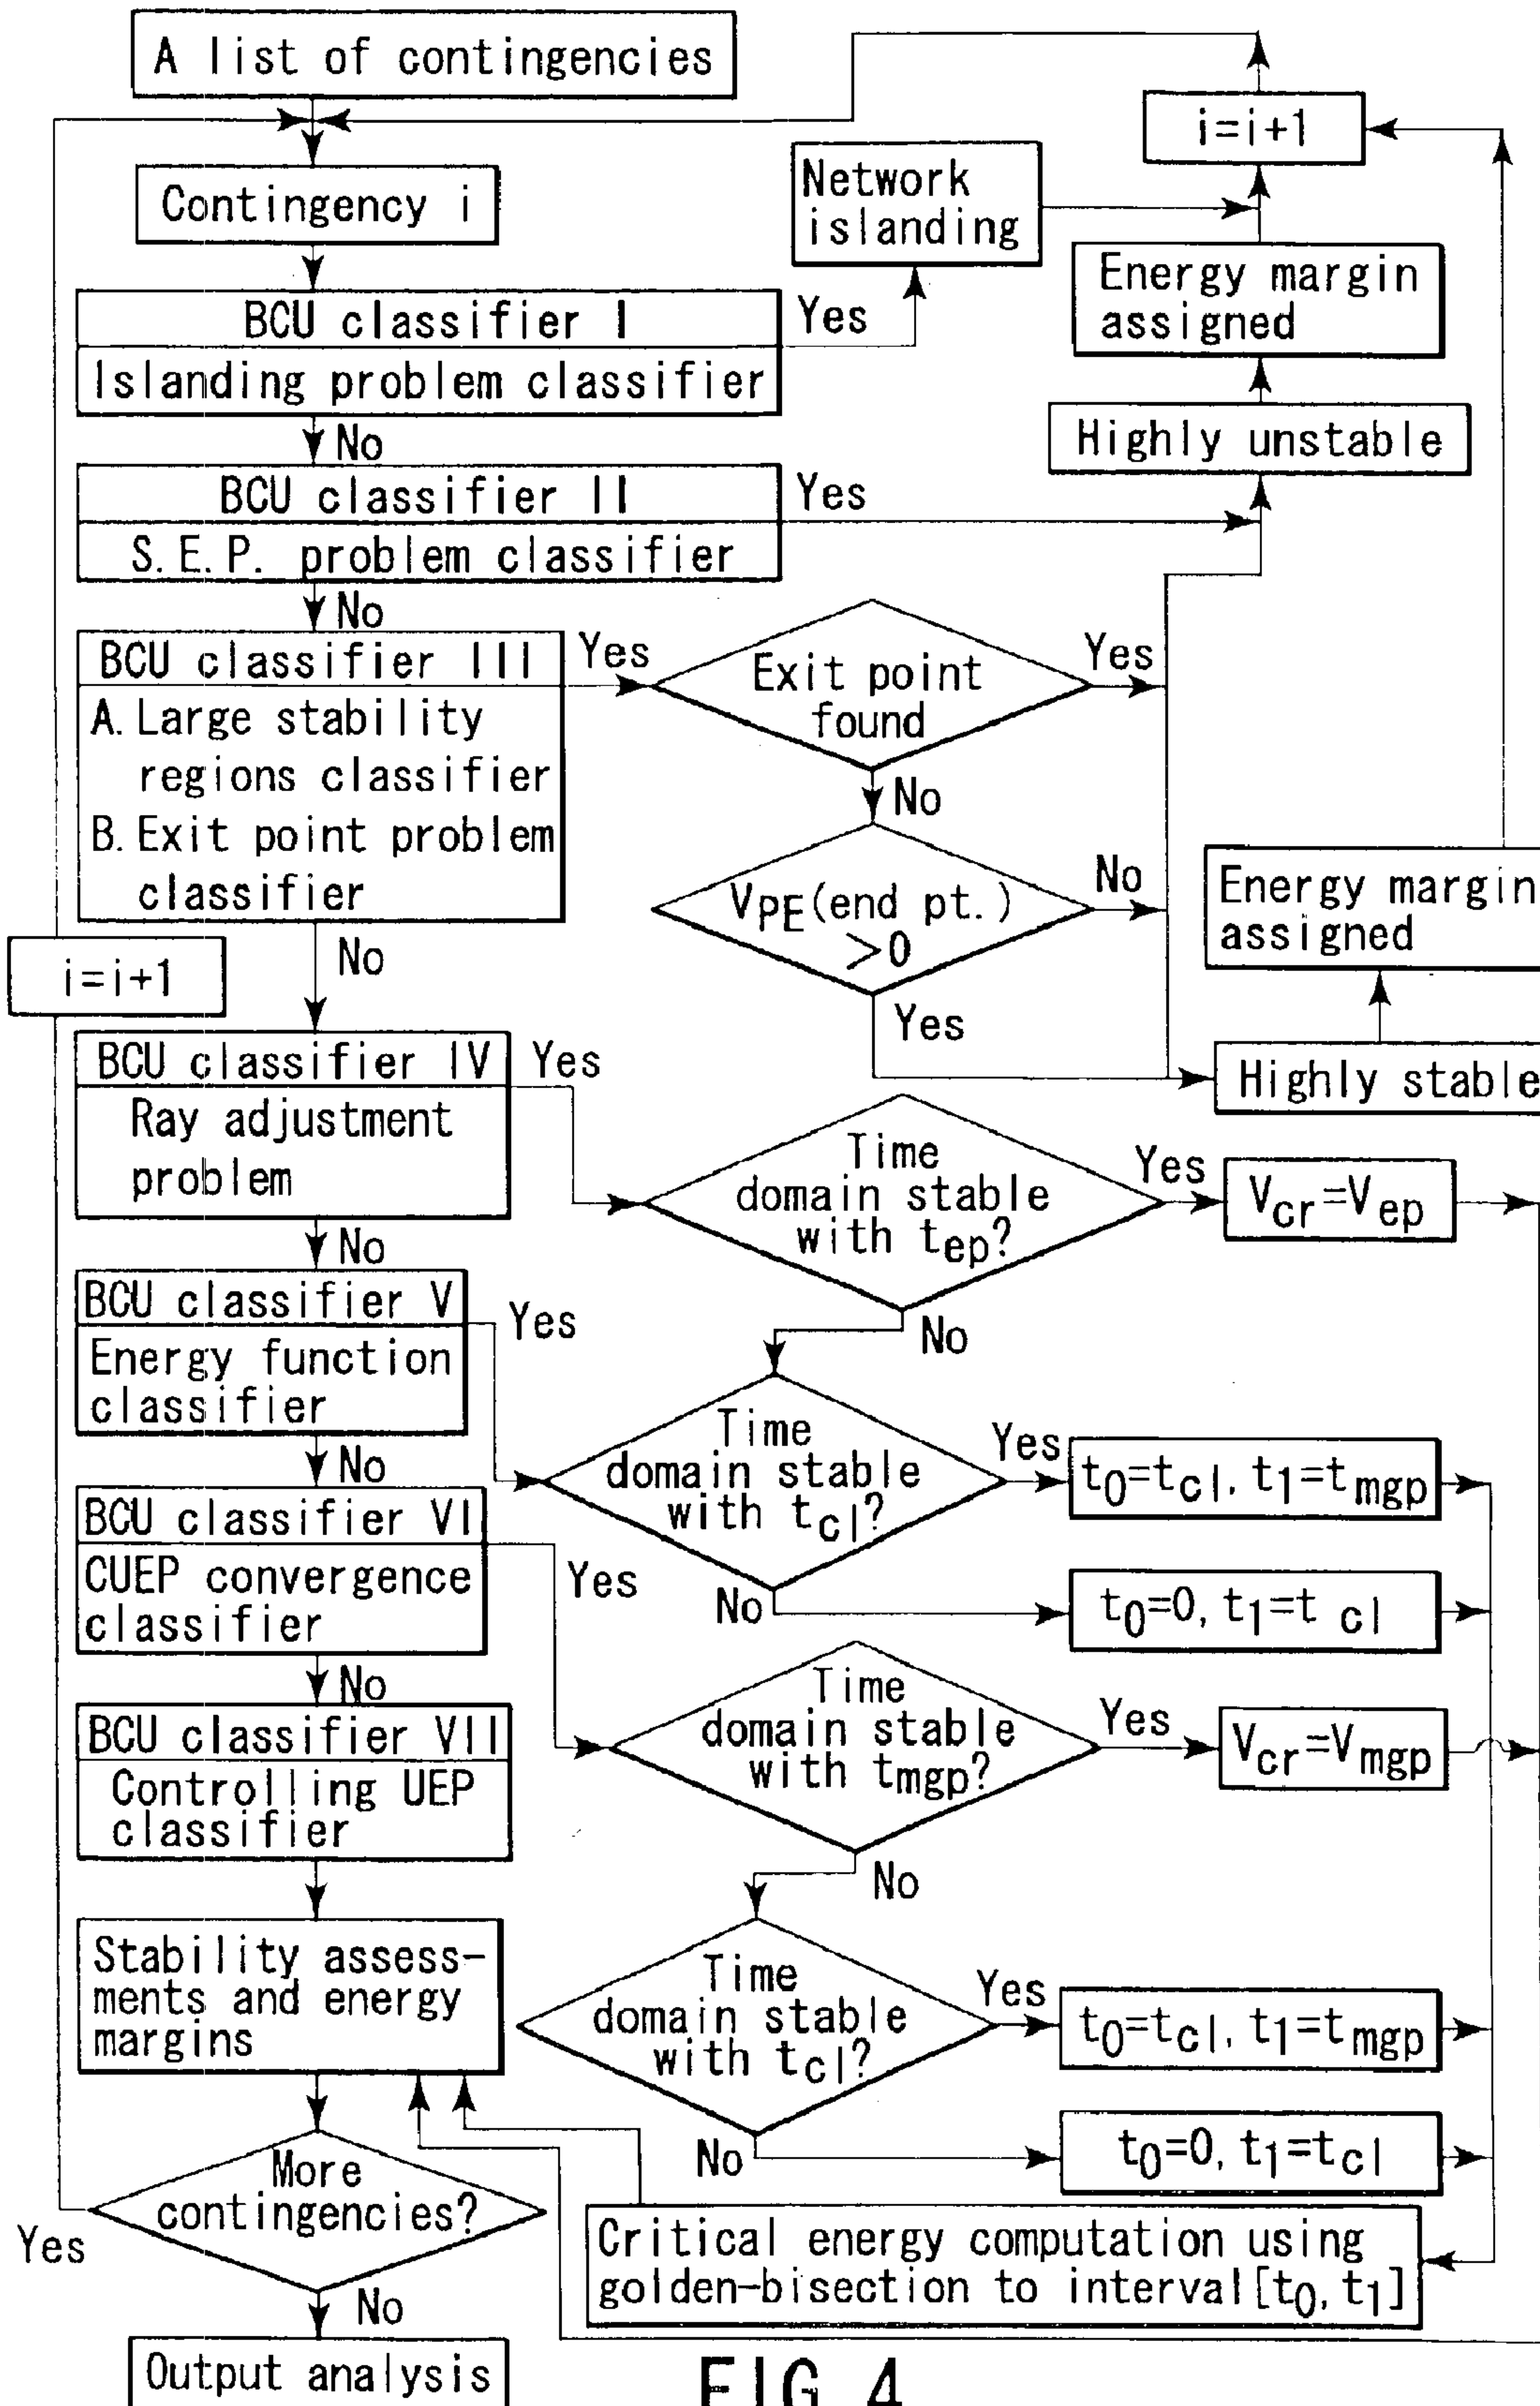 A list of contingencies
i=i+1
Contingency i
Network
islanding
Energy margin
assigned
BCU classifier I
Yes
Islanding problem classifier
No
Highly unstable
BCU classifier II
Yes
S.E.P. problem classifier
No
BCU classifier III
Yes
A. Large stability
regions classifier
B. Exit point problem
classifier
Exit point
found
Yes
No
VPE(end pt.)
>0
No
Yes
Energy margin
assigned
Highly stable
No
i=i+1
BCU classifier IV
Yes
Ray adjustment
problem
Time
domain stable
with tep?
Yes
Vcr=Vep
No
No
BCU classifier V
Yes
Energy function
classifier
Time
domain stable
with tcl?
Yes
t0=tcl, t1=tmgp
No
t0=0, t1=t cl
No
BCU classifier VI
Yes
CUEP convergence
classifier
Time
domain stable
with tmgp?
Yes
Vcr=Vmgp
No
No
BCU classifier VII
Controlling UEP
classifier
Stability assess-
ments and energy
margins
Time
domain stable
with tcl?
Yes
t0=tcl, t1=tmgp
No
t0=0, t1=tcl
More
contingencies?
Yes
No
Critical energy computation using
golden-bisection to interval[t0, t1]
Output analysis
FIG. 4